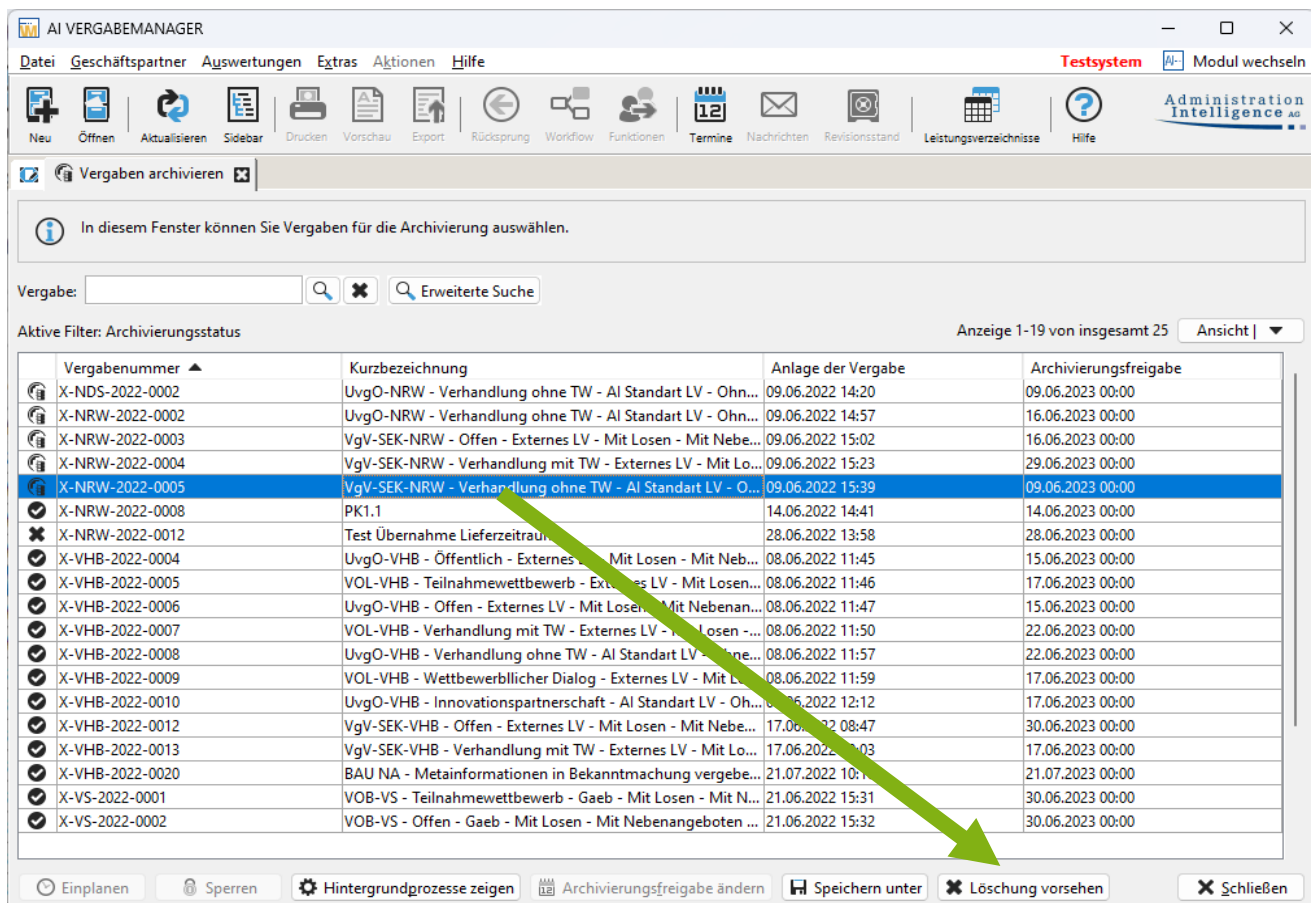 AI VERGABEMANAGER
Datei Geschäftspartner Auswertungen Extras Aktionen Hilfe Testsystem AI Modul wechseln
Neu Öffnen Aktualisieren Sidebar Drucken Vorschau Export Rücksprung Workflow Funktionen Termine Nachrichten Revisionsstand Leistungsverzeichnisse Hilfe
Administration
Intelligence AG
Vergaben archivieren
In diesem Fenster können Sie Vergaben für die Archivierung auswählen.
Vergabe: Erweiterte Suche
Aktive Filter: Archivierungsstatus Anzeige 1-19 von insgesamt 25 Ansicht |
Vergabenummer Kurzbezeichnung Anlage der Vergabe Archivierungsfreigabe
X-NDS-2022-0002 UvgO-NRW - Verhandlung ohne TW - AI Standart LV - Ohn... 09.06.2022 14:20 09.06.2023 00:00
X-NRW-2022-0002 UvgO-NRW - Verhandlung ohne TW - AI Standart LV - Ohn... 09.06.2022 14:57 16.06.2023 00:00
X-NRW-2022-0003 VgV-SEK-NRW - Offen - Externes LV - Mit Losen - Mit Nebe... 09.06.2022 15:02 16.06.2023 00:00
X-NRW-2022-0004 VgV-SEK-NRW - Verhandlung mit TW - Externes LV - Mit Lo... 09.06.2022 15:23 29.06.2023 00:00
X-NRW-2022-0005 VgV-SEK-NRW - Verhandlung ohne TW - AI Standart LV - O... 09.06.2022 15:39 09.06.2023 00:00
X-NRW-2022-0008 PK1.1 14.06.2022 14:41 14.06.2023 00:00
X-NRW-2022-0012 Test Übernahme 28.06.2022 13:58 28.06.2023 00:00
X-VHB-2022-0004 UvgO-VHB - Öffentlich - Externes - Mit Losen - Mit Neb... 08.06.2022 11:45 15.06.2023 00:00
X-VHB-2022-0005 VOL-VHB - Teilnahmewettbewerb - Externes LV - Mit Losen... 08.06.2022 11:46 17.06.2023 00:00
X-VHB-2022-0006 UvgO-VHB - Offen - Externes LV - Mit Losen - Mit Nebenan... 08.06.2022 11:47 15.06.2023 00:00
X-VHB-2022-0007 VOL-VHB - Verhandlung mit TW - Externes LV - Mit Losen -... 08.06.2022 11:50 22.06.2023 00:00
X-VHB-2022-0008 UvgO-VHB - Verhandlung ohne TW - AI Standart LV - Ohne... 08.06.2022 11:57 22.06.2023 00:00
X-VHB-2022-0009 VOL-VHB - Wettbewerbllicher Dialog - Externes LV - Mit 08.06.2022 11:59 17.06.2023 00:00
X-VHB-2022-0010 UvgO-VHB - Innovationspartnerschaft - AI Standart LV - Oh... 12:12 17.06.2023 00:00
X-VHB-2022-0012 VgV-SEK-VHB - Offen - Externes LV - Mit Losen - Mit Nebe... 17.06.2022 08:47 30.06.2023 00:00
X-VHB-2022-0013 VgV-SEK-VHB - Verhandlung mit TW - Externes LV - Mit Lo... 17.06.2022 17.06.2023 00:00
X-VHB-2022-0020 BAU NA - Metainformationen in Bekanntmachung vergebe... 21.07.2022 21.07.2023 00:00
X-VS-2022-0001 VOB-VS - Teilnahmewettbewerb - Gaeb - Mit Losen - Mit N... 21.06.2022 15:31 30.06.2023 00:00
X-VS-2022-0002 VOB-VS - Offen - Gaeb - Mit Losen - Mit Nebenangeboten ... 21.06.2022 15:32 30.06.2023 00:00
Einplanen Sperren Hintergrundprozesse zeigen Archivierungsfreigabe ändern Speichern unter Löschung vorsehen Schließen